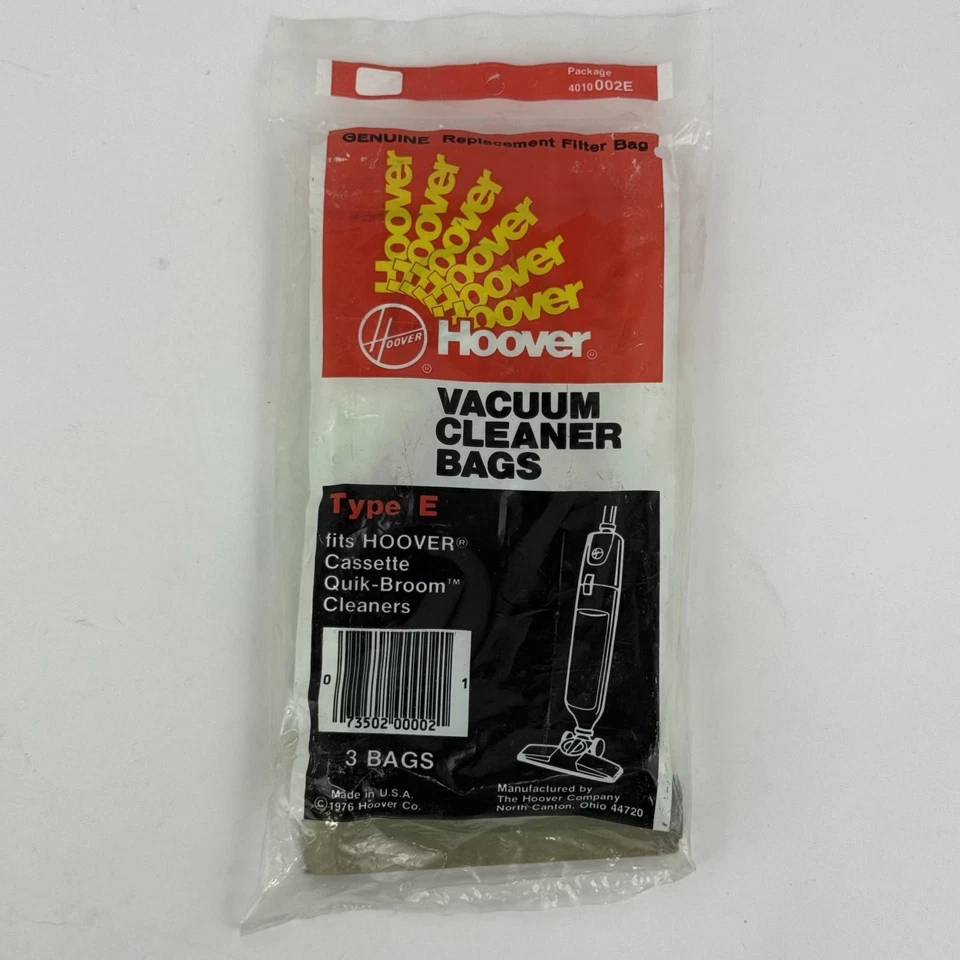 Package
4010 002E
GENUINE Replacement Filter Bag
Hoover
Hoover
Hoover
Hoover
Hoover
Hoover
HOOVER ® Hoover ®
VACUUM
CLEANER
BAGS
Type E
fits HOOVER®
Cassette
Quik-Broom™
Cleaners
0 73502 00002 1
3 BAGS
Made in U.S.A.
© 1976 Hoover Co.
Manufactured by
The Hoover Company
North Canton, Ohio 44720